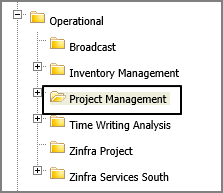 Operational
Broadcast
Inventory Management
Project Management
Time Writing Analysis
Zinfra Project
Zinfra Services South